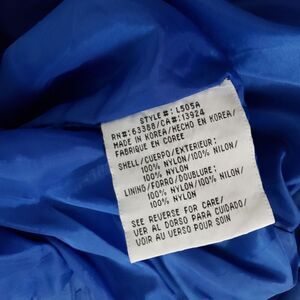 STYLE#: L505A
RN#:63388/CA#:13924
MADE IN KOREA/HECHO EN KOREA/
FABRIQUE EN COREE
SHELL/CUERPO/EXTERIEUR:
100% NYLON/100% NILON/
100% NYLON
LINING/FORRO/DOUBLURE:
100% NYLON/100% NILON/
100% NYLON
SEE REVERSE FOR CARE/
VER AL DORSO PARA CUIDADO/
VOIR AU VERSO POUR SOIN